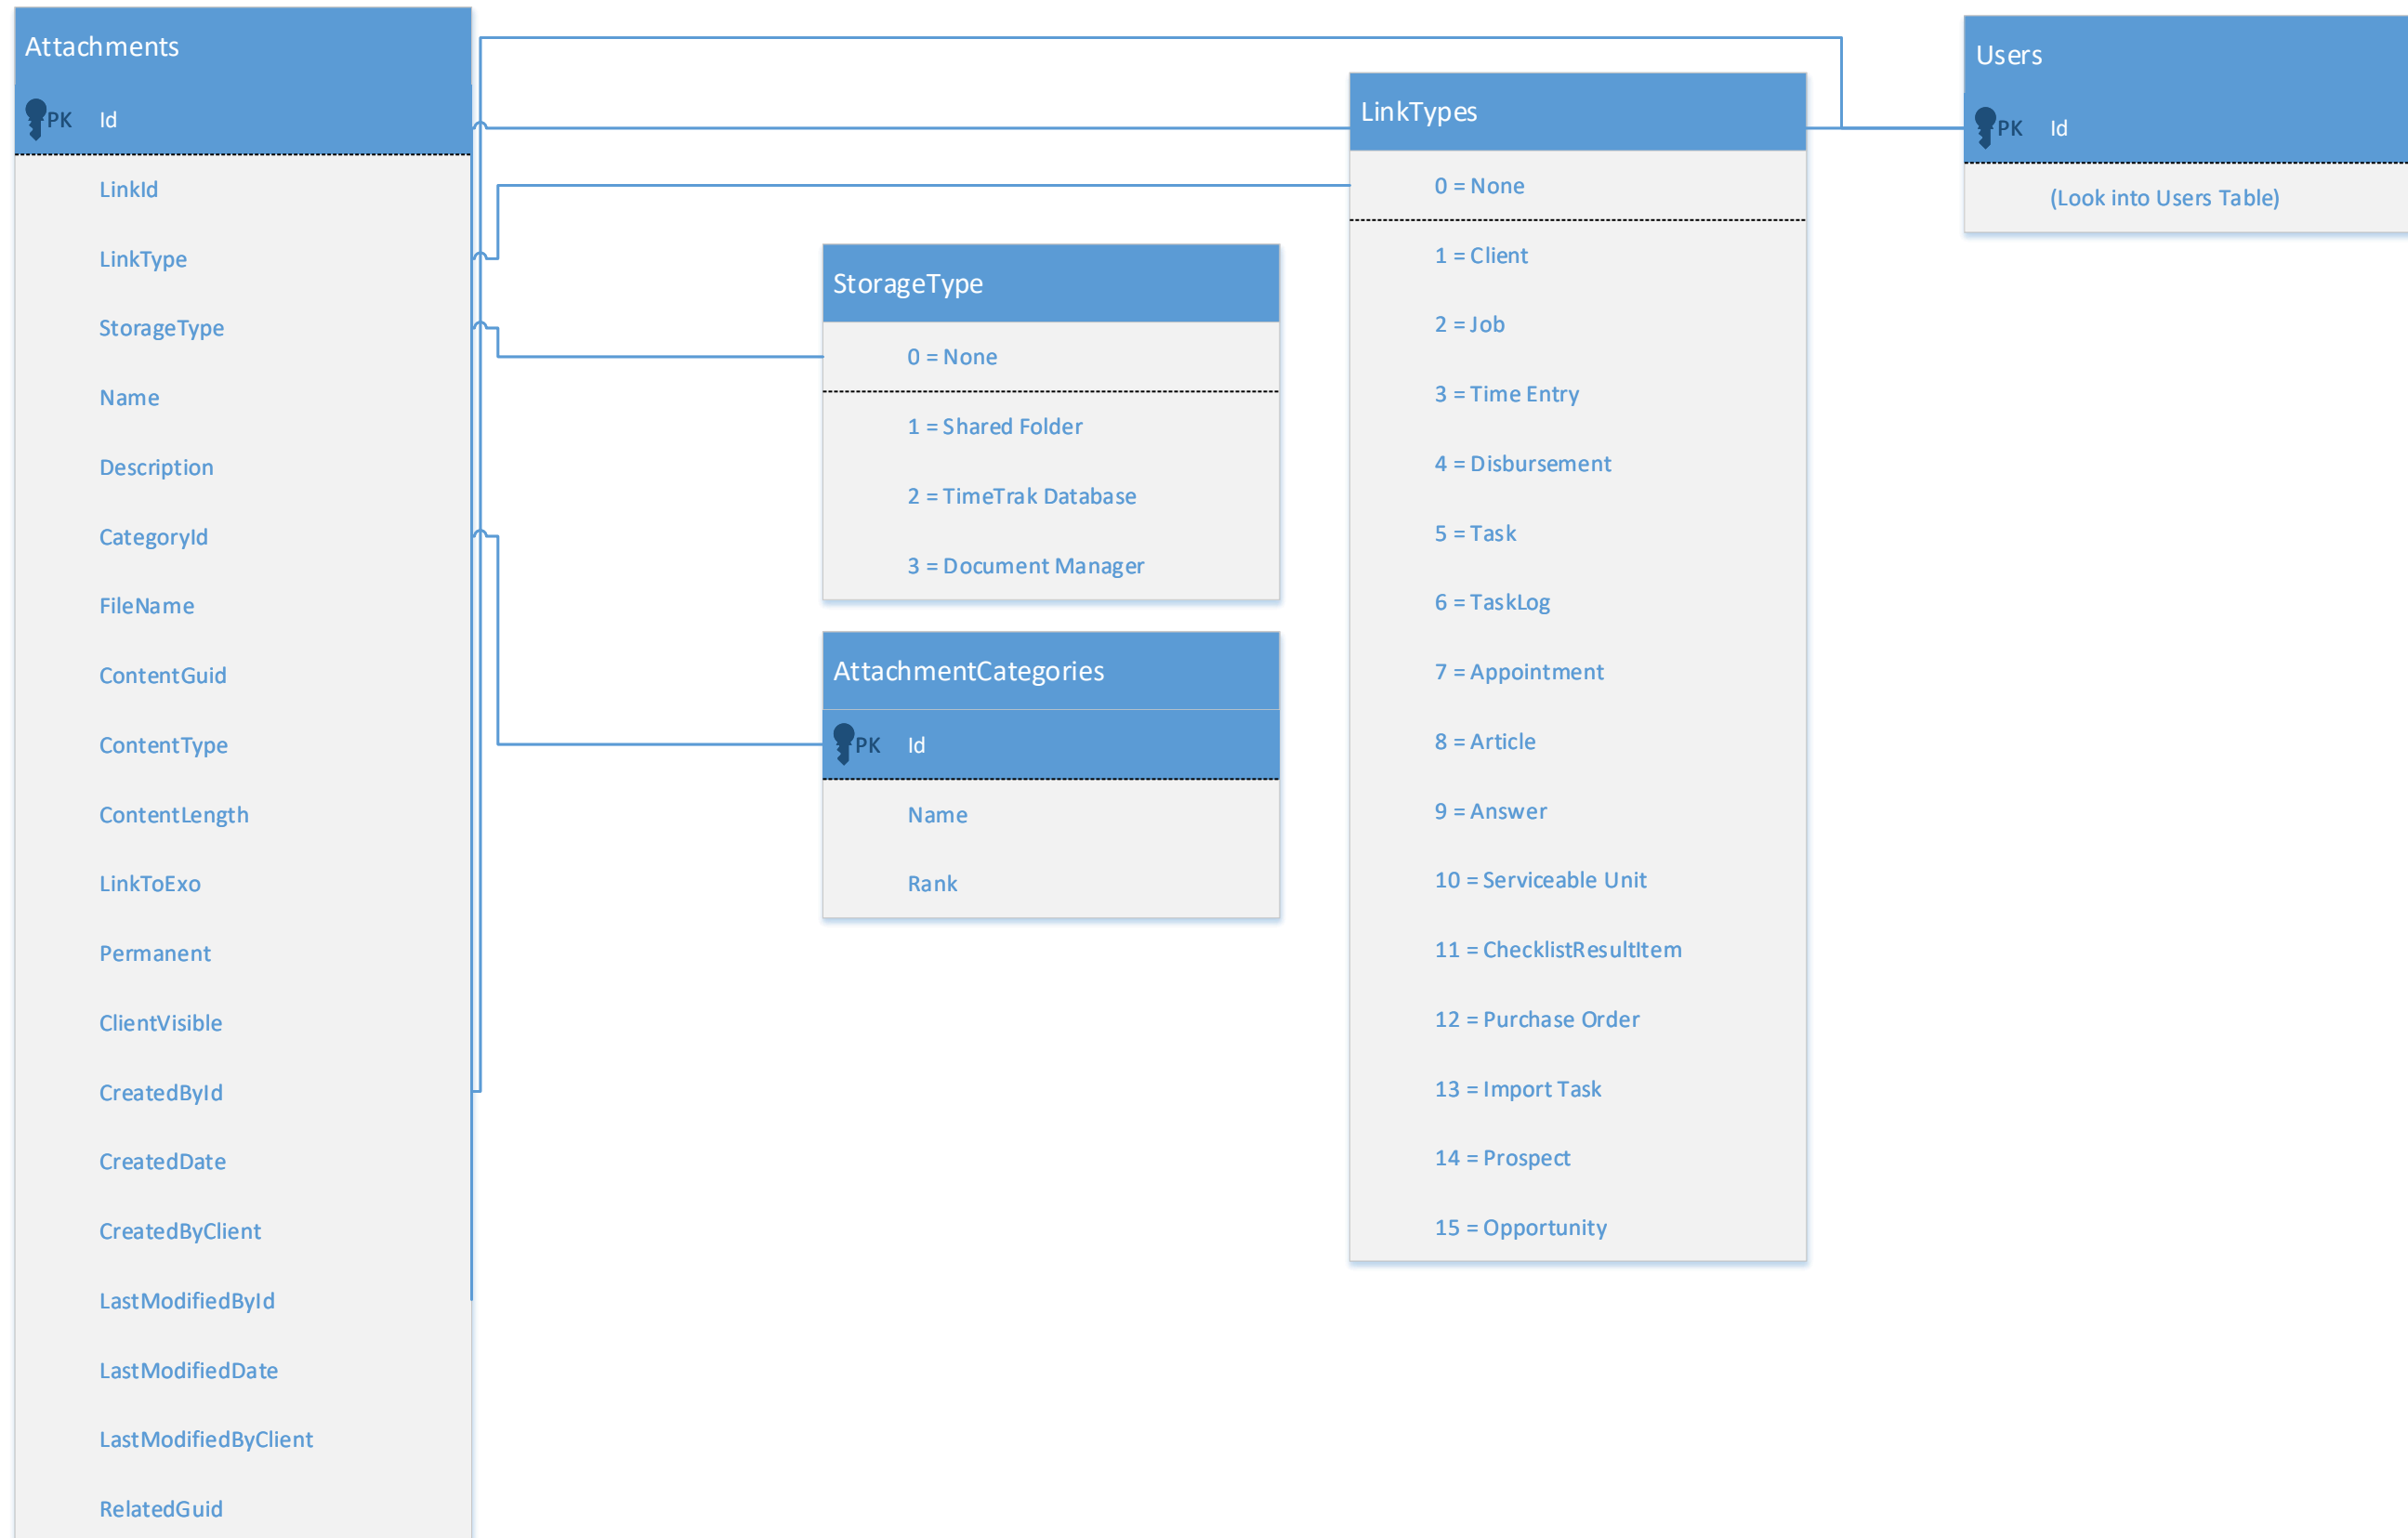 Attachments
PK Id
LinkId
LinkType
StorageType
Name
Description
CategoryId
FileName
ContentGuid
ContentType
ContentLength
LinkToExo
Permanent
ClientVisible
CreatedById
CreatedDate
CreatedByClient
LastModifiedById
LastModifiedDate
LastModifiedByClient
RelatedGuid
StorageType
0 = None
1 = Shared Folder
2 = TimeTrak Database
3 = Document Manager
AttachmentCategories
PK Id
Name
Rank
LinkTypes
0 = None
1 = Client
2 = Job
3 = Time Entry
4 = Disbursement
5 = Task
6 = TaskLog
7 = Appointment
8 = Article
9 = Answer
10 = Serviceable Unit
11 = ChecklistResultItem
12 = Purchase Order
13 = Import Task
14 = Prospect
15 = Opportunity
Users
PK Id
(Look into Users Table)